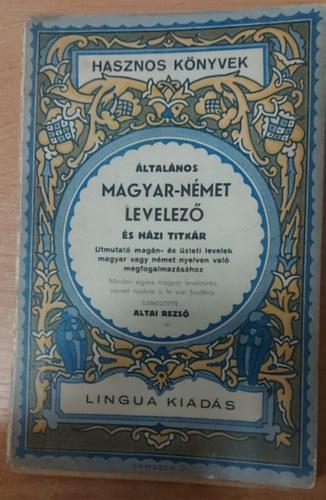 HASZNOS KÖNYVEK
ÁLTALÁNOS
MAGYAR-NÉMET
LEVELEZŐ
ÉS HÁZI TITKÁR
Utmutató magán- és üzleti levelek
magyar vagy német nyelven való
megfogalmazásához
Minden egyes magyar levélminta
német nyelvre is le van fordítva
SZERKESZTETTE:
ALTAI REZSŐ
LINGUA KIADÁS